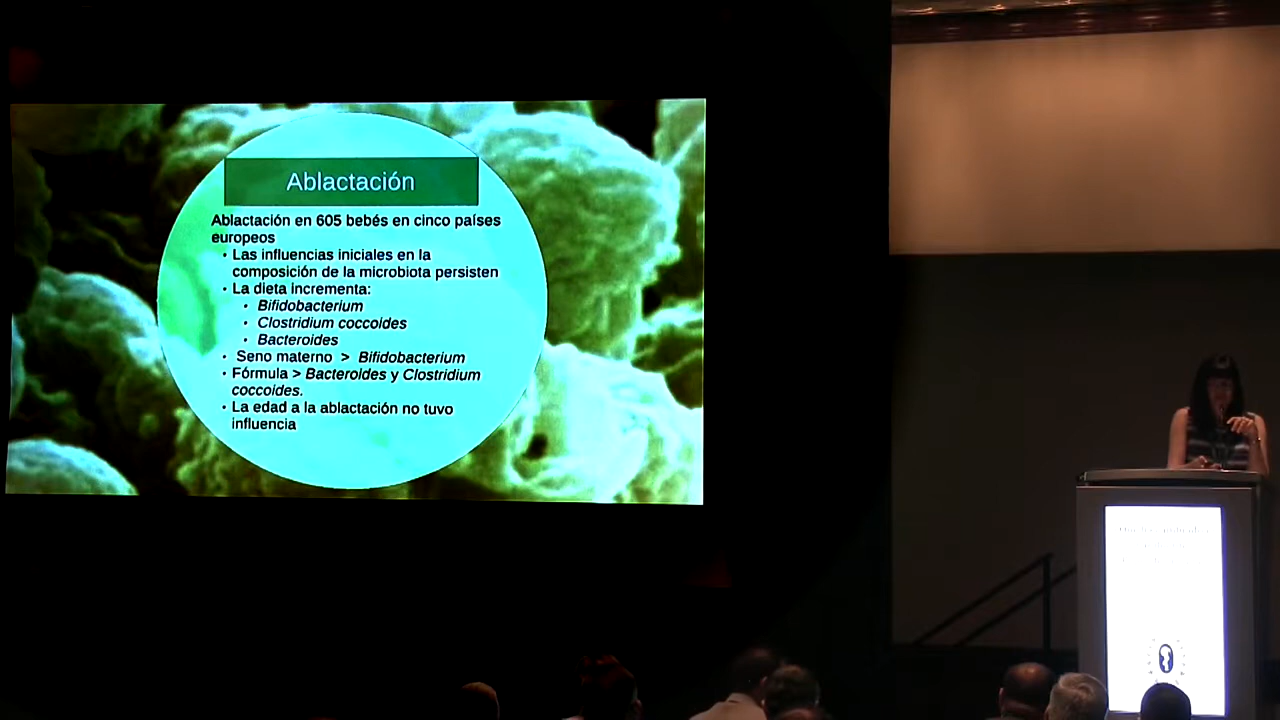 Ablactación
Ablactación en 605 bebés en cinco países
europeos
• Las influencias iniciales en la
composición de la microbiota persisten
• La dieta incrementa:
• Bifidobacterium
• Clostridium coccoides
• Bacteroides
• Seno materno > Bifidobacterium
• Fórmula > Bacteroides y Clostridium
coccoides.
• La edad a la ablactación no tuvo
influencia